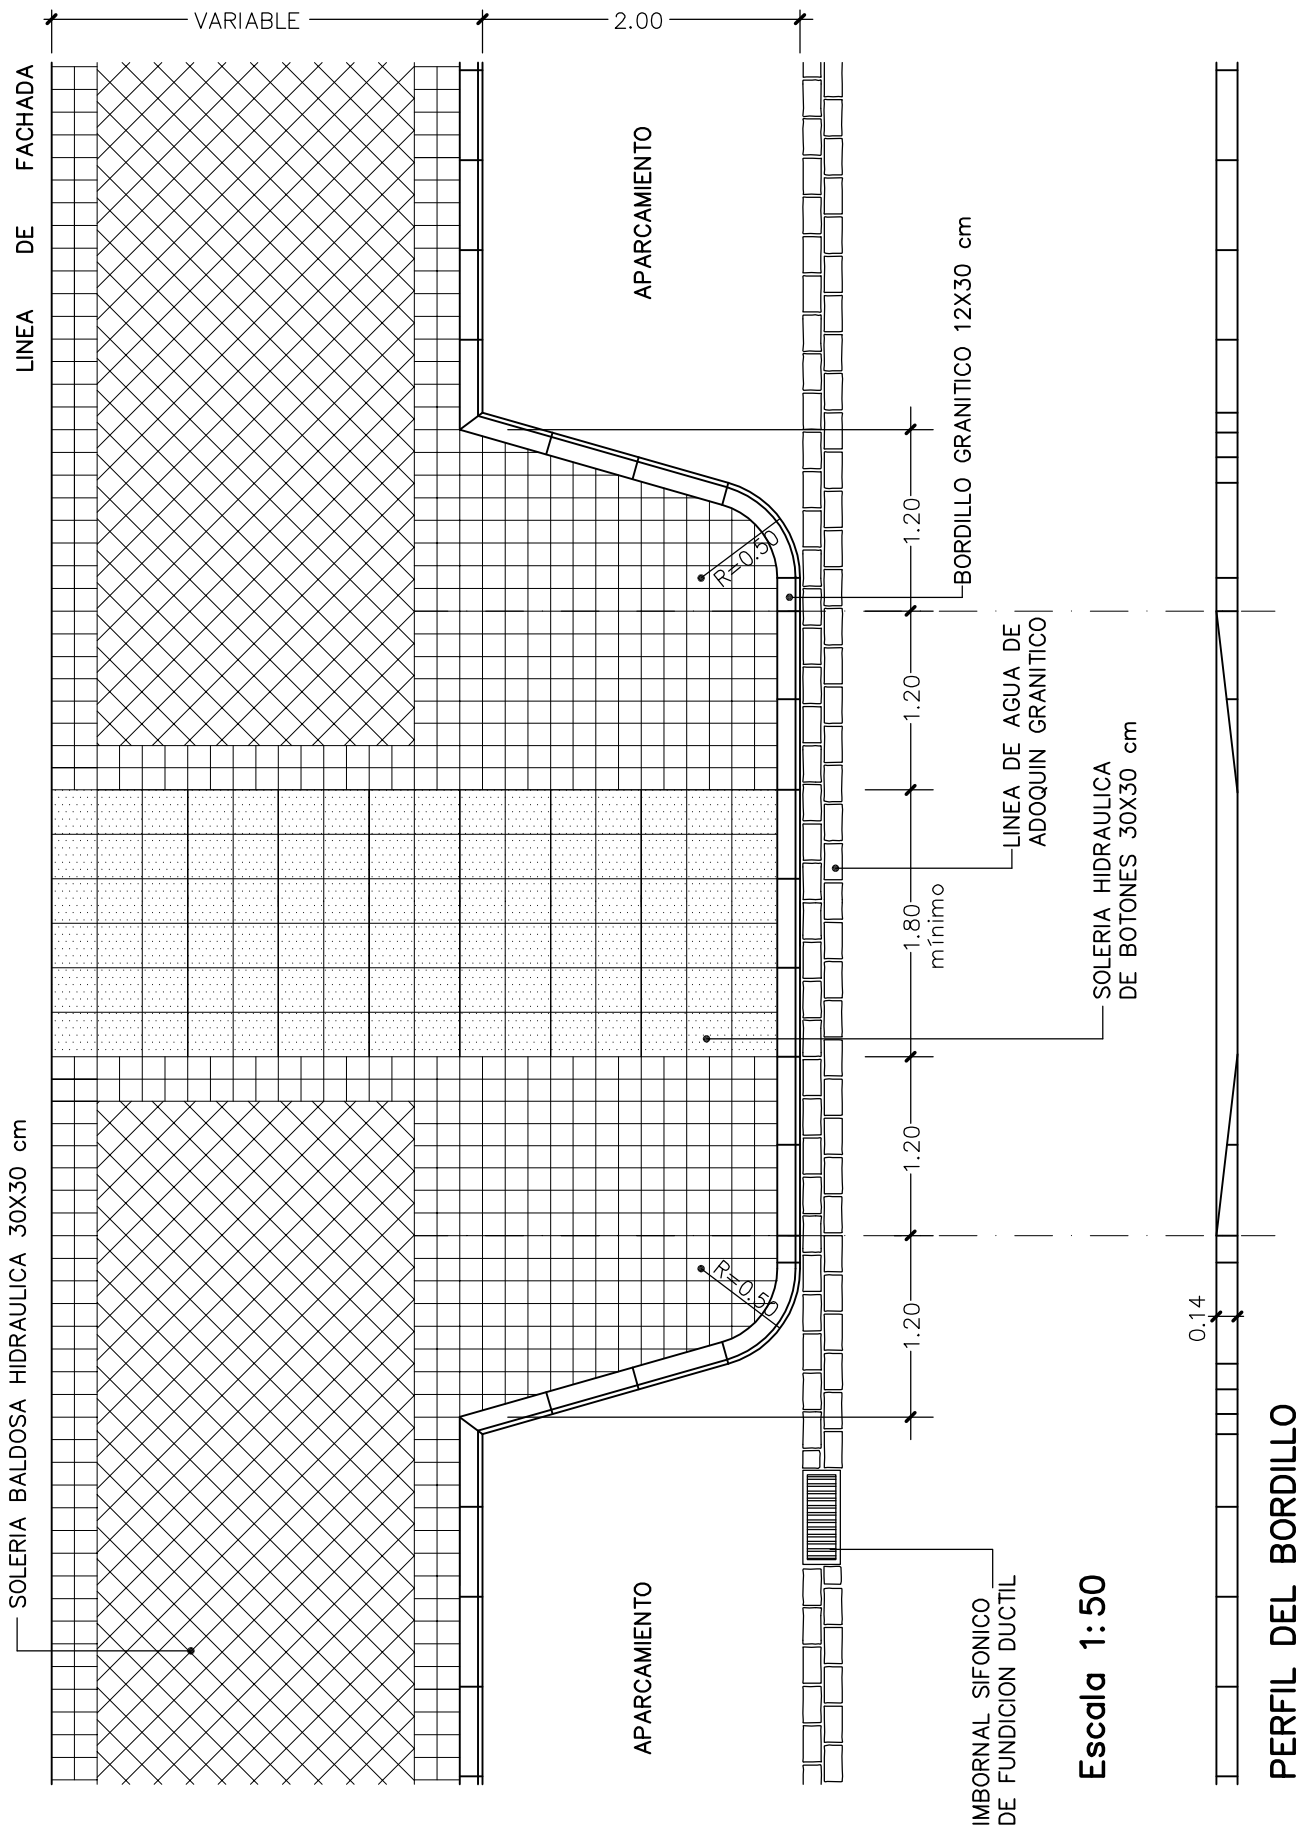 SOLERIA BALDOSA HIDRAULICA 30X30 cm
LINEA DE FACHADA
VARIABLE
2.00
APARCAMIENTO
APARCAMIENTO
R=0.50
R=0.50
1.20
1.20
1.80
mínimo
1.20
1.20
BORDILLO GRANITICO 12X30 cm
LINEA DE AGUA DE
ADOQUIN GRANITICO
SOLERIA HIDRAULICA
DE BOTONES 30X30 cm
IMBORNAL SIFONICO
DE FUNDICION DUCTIL
Escala 1:50
0.14
PERFIL DEL BORDILLO